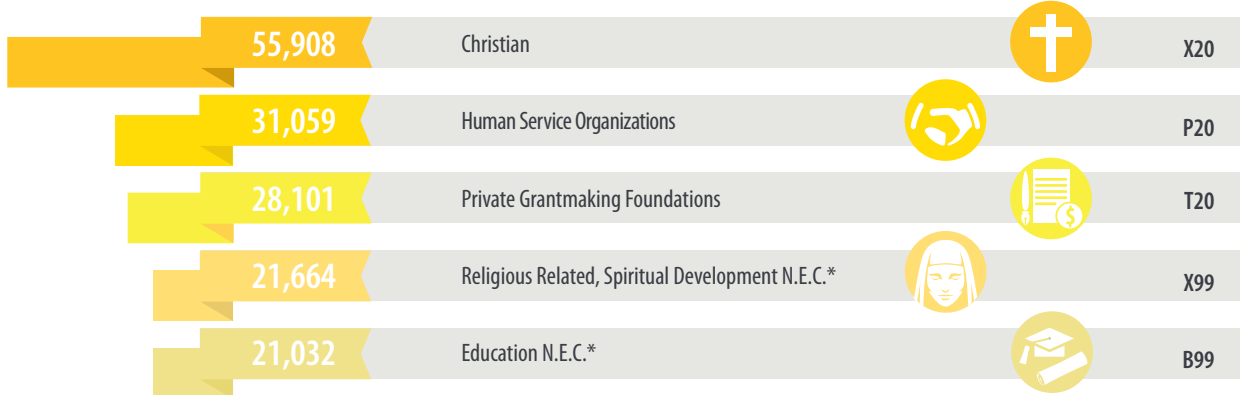 55,908 Christian X20
31,059 Human Service Organizations P20
28,101 Private Grantmaking Foundations $ T20
21,664 Religious Related, Spiritual Development N.E.C.* X99
21,032 Education N.E.C.* B99